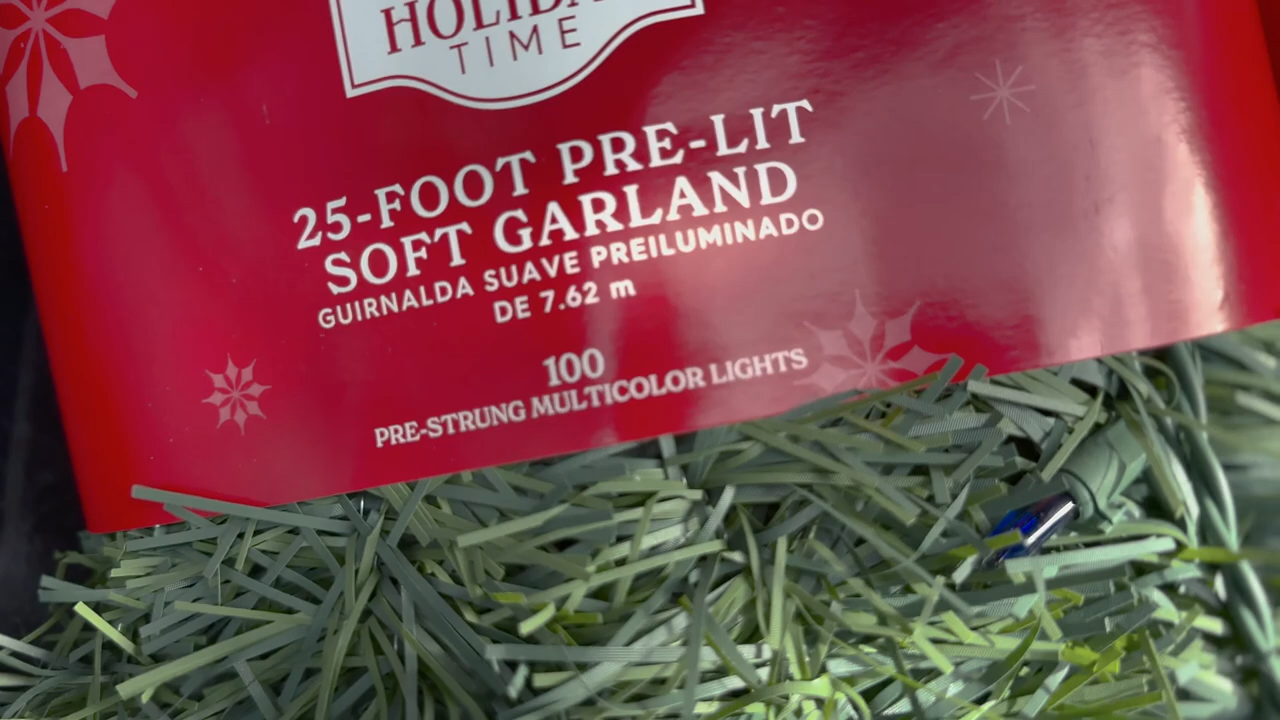 HOLIDAY
TIME
25-FOOT PRE-LIT
SOFT GARLAND
GUIRNALDA SUAVE PREILUMINADO
DE 7.62 m
100
PRE-STRUNG MULTICOLOR LIGHTS